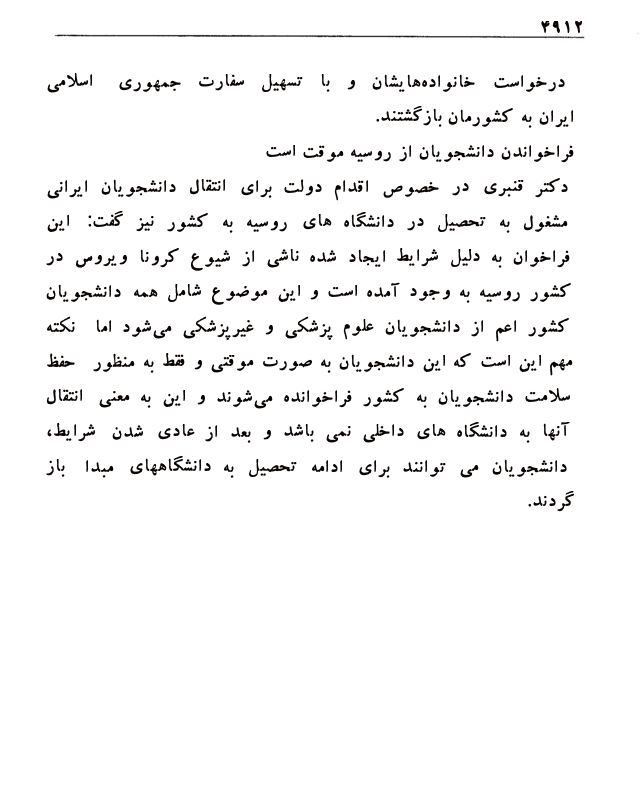 ۴۹۱۲
درخواست خانواده‌هایشان و با تسهیل سفارت جمهوری اسلامی
ایران به کشورمان بازگشتند.
فراخواندن دانشجویان از روسیه موقت است
دکتر قنبری در خصوص اقدام دولت برای انتقال دانشجویان ایرانی
مشغول به تحصیل در دانشگاه های روسیه به کشور نیز گفت: این
فراخوان به دلیل شرایط ایجاد شده ناشی از شیوع کرونا ویروس در
کشور روسیه به وجود آمده است و این موضوع شامل همه دانشجویان
کشور اعم از دانشجویان علوم پزشکی و غیرپزشکی می‌شود اما نکته
مهم این است که این دانشجویان به صورت موقتی و فقط به منظور حفظ
سلامت دانشجویان به کشور فراخوانده می‌شوند و این به معنی انتقال
آنها به دانشگاه های داخلی نمی باشد و بعد از عادی شدن شرایط،
دانشجویان می توانند برای ادامه تحصیل به دانشگاههای مبدا باز
گردند.